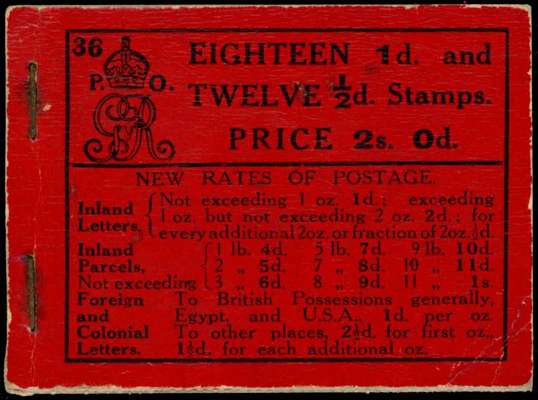 36
P. O.
GR
EIGHTEEN 1d. and
TWELVE ½d. Stamps.
PRICE 2s. 0d.
NEW RATES OF POSTAGE.
Inland Letters, { Not exceeding 1 oz. 1d.; exceeding
1 oz. but not exceeding 2 oz. 2d.; for
every additional 2oz. or fraction of 2oz. ½d.
Inland Parcels, Not exceeding { 1 lb. 4d. 5 lb. 7d. 9 lb. 10d.
2 „ 5d. 7 „ 8d. 10 „ 11d.
3 „ 6d. 8 „ 9d. 11 „ 1s.
Foreign and Colonial Letters. To British Possessions generally,
Egypt, and U.S.A., 1d. per oz.
To other places, 2½d. for first oz.,
1½d. for each additional oz.